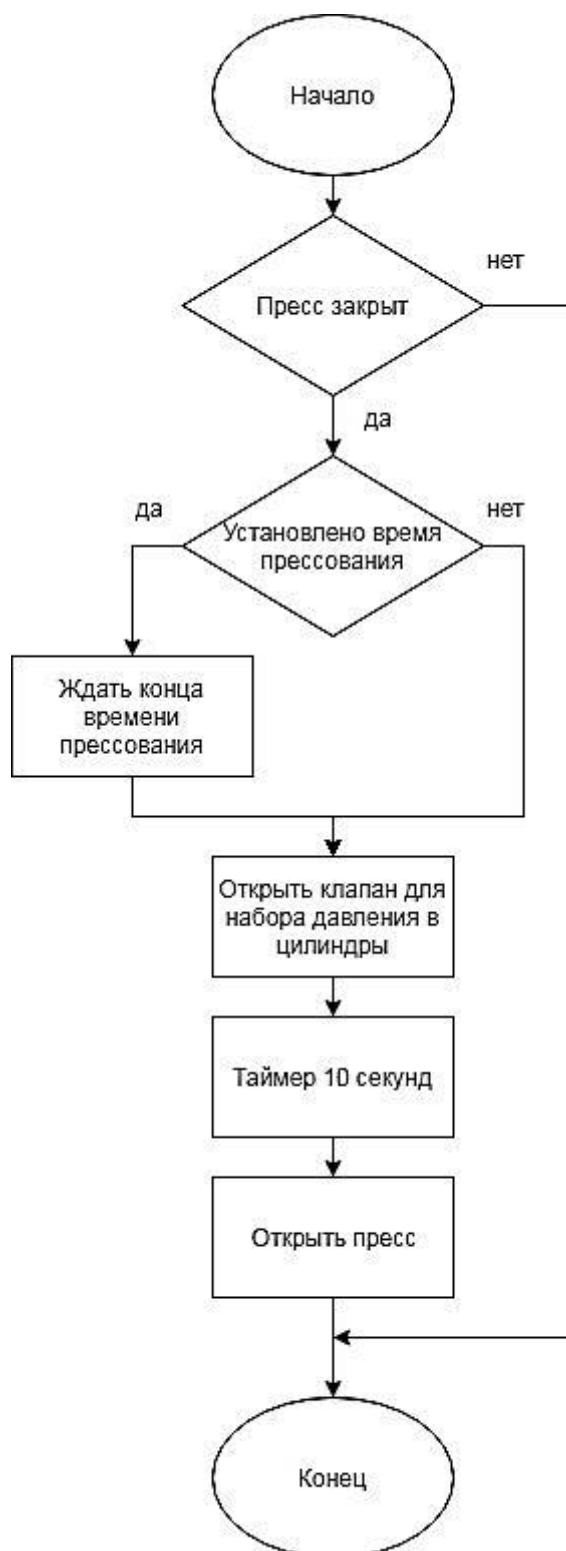 Начало
нет
Пресс закрыт
да
да
нет
Установлено время
прессования
Ждать конца
времени
прессования
Открыть клапан для
набора давления в
цилиндры
Таймер 10 секунд
Открыть пресс
Конец